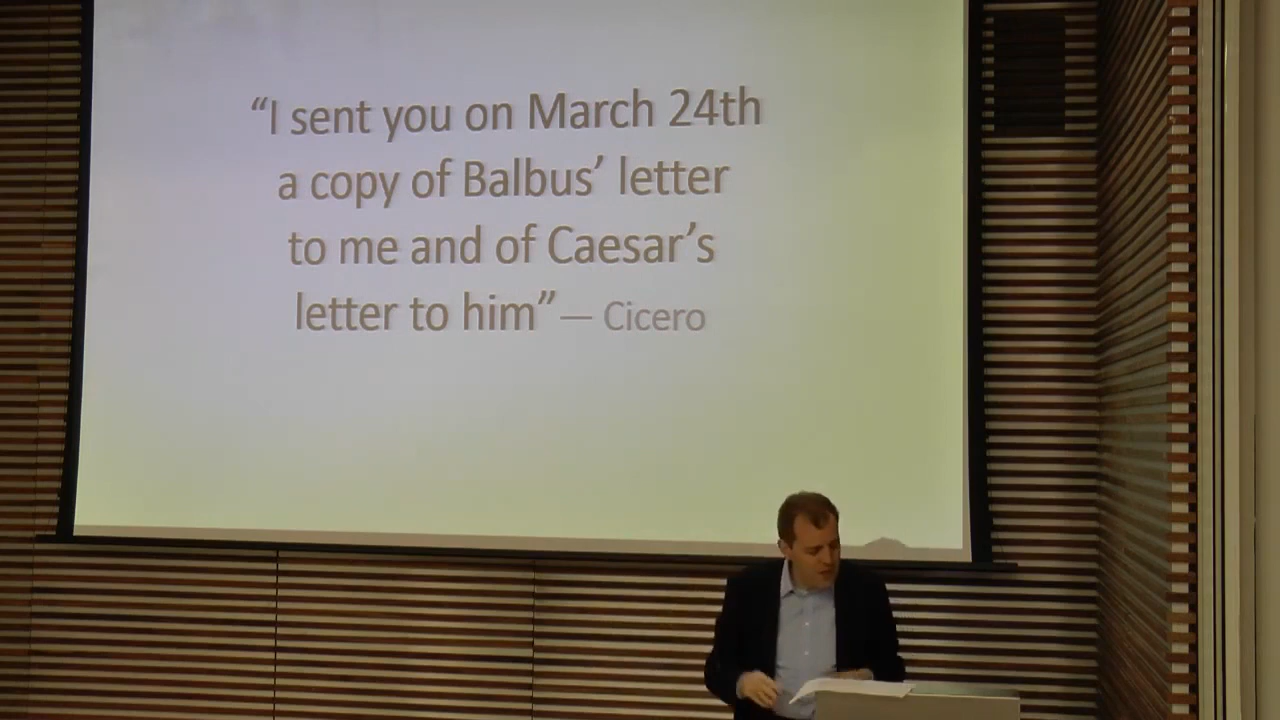 “I sent you on March 24th
a copy of Balbus’ letter
to me and of Caesar’s
letter to him” — Cicero